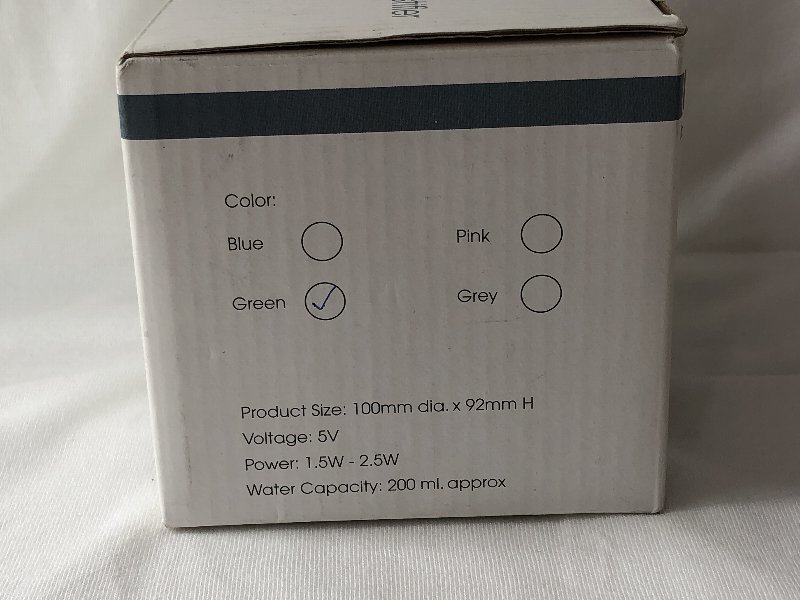 Color:
Blue
Pink
Green
Grey
Product Size: 100mm dia. x 92mm H
Voltage: 5V
Power: 1.5W - 2.5W
Water Capacity: 200 ml. approx